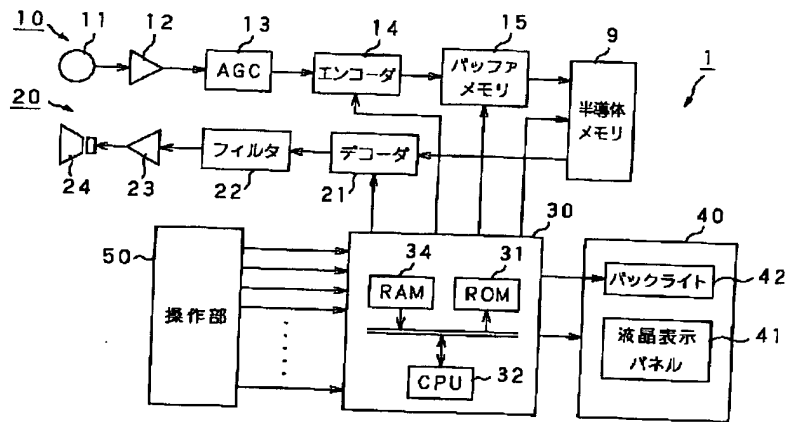 10
11
12
13
14
15
9
1
AGC
エンコーダ
バッファ
メモリ
半導体
メモリ
20
24
23
フィルタ
22
デコーダ
21
30
40
50
操作部
34
RAM
31
ROM
CPU
32
バックライト
42
液晶表示
パネル
41